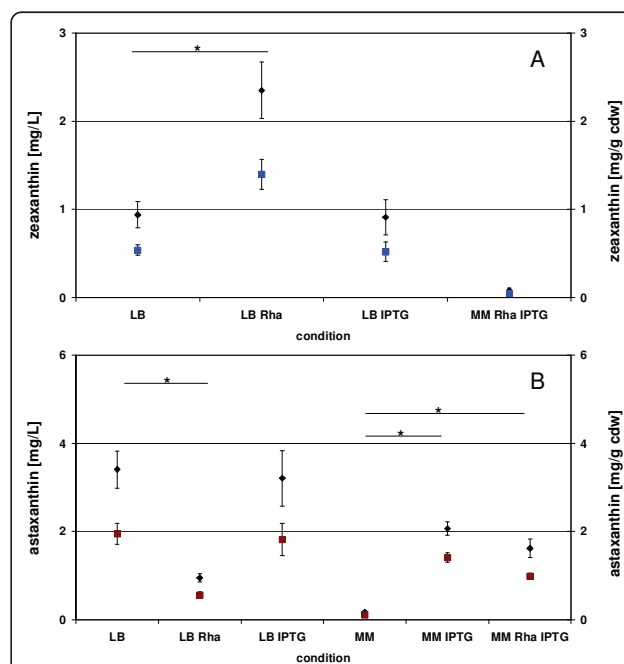 A
*
3
2
1
0
zeaxanthin [mg/L]
3
2
1
0
zeaxanthin [mg/g cdw]
LB LB Rha LB IPTG MM Rha IPTG
condition
B
*
*
*
6
4
2
0
astaxanthin [mg/L]
6
4
2
0
astaxanthin [mg/g cdw]
LB LB Rha LB IPTG MM MM IPTG MM Rha IPTG
condition